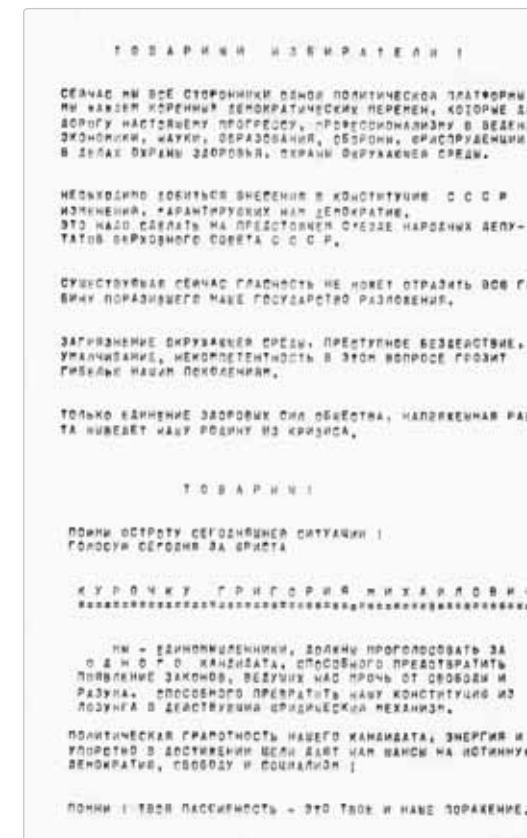 ТОВАРИЩИ ИЗБИРАТЕЛИ !
СЕЙЧАС МЫ ВСЕ СТОРОННИКИ ОДНОЙ ПОЛИТИЧЕСКОЙ ПЛАТФОРМЫ
МЫ ЖАЖДЕМ КОРЕННЫХ ДЕМОКРАТИЧЕСКИХ ПЕРЕМЕН, КОТОРЫЕ
ДОРОГУ НАСТОЯЩЕМУ ПРОГРЕССУ, ПРОФЕССИОНАЛИЗМУ В ВЕДЕН
ЭКОНОМИКИ, НАУКИ, ОБРАЗОВАНИЯ, ОБОРОНЫ, ЮРИСПРУДЕНЦИИ
В ДЕЛАХ ОХРАНЫ ЗДОРОВЬЯ, ОХРАНЫ ОКРУЖАЮЩЕЙ СРЕДЫ.
НЕОБХОДИМО ДОБИТЬСЯ ВНЕСЕНИЯ В КОНСТИТУЦИЮ С С С Р
ИЗМЕНЕНИЙ, ГАРАНТИРУЮЩИХ НАМ ДЕМОКРАТИЮ.
ЭТО НАДО СДЕЛАТЬ НА ПРЕДСТОЯЩЕМ СЪЕЗДЕ НАРОДНЫХ ДЕПУ-
ТАТОВ ВЕРХОВНОГО СОВЕТА С С С Р.
СУЩЕСТВУЮЩАЯ СЕЙЧАС ГЛАСНОСТЬ НЕ МОЖЕТ ОТРАЗИТЬ ВСЮ Г
БИНУ ПОРАЗИВШЕГО НАШЕ ГОСУДАРСТВО РАЗЛОЖЕНИЯ.
ЗАГРЯЗНЕНИЕ ОКРУЖАЮЩЕЙ СРЕДЫ, ПРЕСТУПНОЕ БЕЗДЕЙСТВИЕ,
УМАЛЧИВАНИЕ, НЕКОМПЕТЕНТНОСТЬ В ЭТОМ ВОПРОСЕ ГРОЗИТ
ГИБЕЛЬЮ НАШИМ ПОКОЛЕНИЯМ.
ТОЛЬКО ЕДИНЕНИЕ ЗДОРОВЫХ СИЛ ОБЩЕСТВА, НАПРЯЖЕННАЯ РАБ
ТА ВЫВЕДЕТ НАШУ РОДИНУ ИЗ КРИЗИСА.
ТОВАРИЩ!
ПОМНИ ОСТРОТУ СЕГОДНЯШНЕЙ СИТУАЦИИ !
ГОЛОСУЙ СЕГОДНЯ ЗА ЮРИСТА
КУРОЧКУ ГРИГОРИЯ МИХАЙЛОВИЧ
МЫ - ЕДИНОМЫШЛЕННИКИ, ДОЛЖНЫ ПРОГОЛОСОВАТЬ ЗА
О Д Н О Г О КАНДИДАТА, СПОСОБНОГО ПРЕДОТВРАТИТЬ
ПОЯВЛЕНИЕ ЗАКОНОВ, ВЕДУЩИХ НАС ПРОЧЬ ОТ СВОБОДЫ И
РАЗУМА. СПОСОБНОГО ПРЕВРАТИТЬ НАШУ КОНСТИТУЦИЮ ИЗ
ЛОЗУНГА В ДЕЙСТВУЮЩИЙ ЮРИДИЧЕСКИЙ МЕХАНИЗМ.
ПОЛИТИЧЕСКАЯ ГРАМОТНОСТЬ НАШЕГО КАНДИДАТА, ЭНЕРГИЯ И
УПОРСТВО В ДОСТИЖЕНИИ ЦЕЛИ ДАЮТ НАМ ШАНСЫ НА ИСТИННУЮ
ДЕМОКРАТИЮ, СВОБОДУ И СОЦИАЛИЗМ !
ПОМНИ ! ТВОЯ ПАССИВНОСТЬ - ЭТО ТВОЕ И НАШЕ ПОРАЖЕНИЕ.